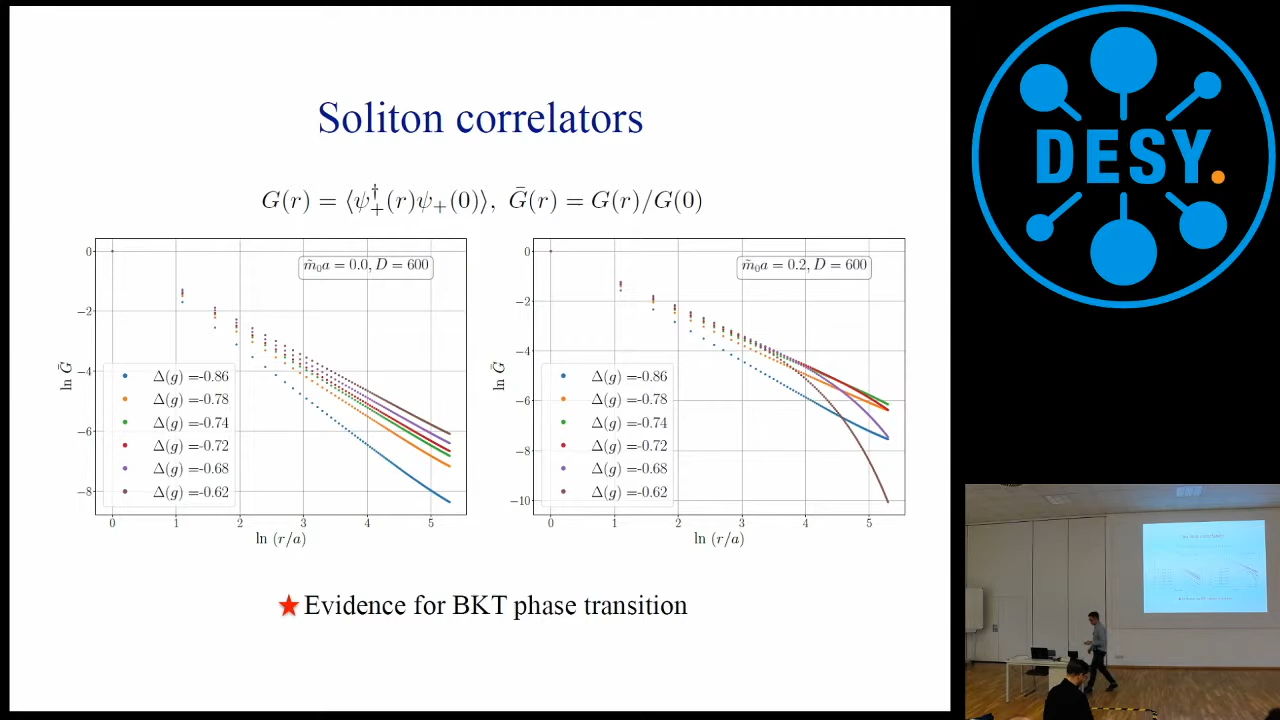 Soliton correlators
G(r) = ⟨ψ₊†(r)ψ₊(0)⟩, Ḡ(r) = G(r)/G(0)
m̃₀a = 0.0, D = 600
ln Ḡ
0
−2
−4
−6
−8
Δ(g) =-0.86
Δ(g) =-0.78
Δ(g) =-0.74
Δ(g) =-0.72
Δ(g) =-0.68
Δ(g) =-0.62
0 1 2 3 4 5
ln (r/a)
m̃₀a = 0.2, D = 600
ln Ḡ
0
−2
−4
−6
−8
−10
Δ(g) =-0.86
Δ(g) =-0.78
Δ(g) =-0.74
Δ(g) =-0.72
Δ(g) =-0.68
Δ(g) =-0.62
0 1 2 3 4 5
ln (r/a)
★ Evidence for BKT phase transition
DESY.